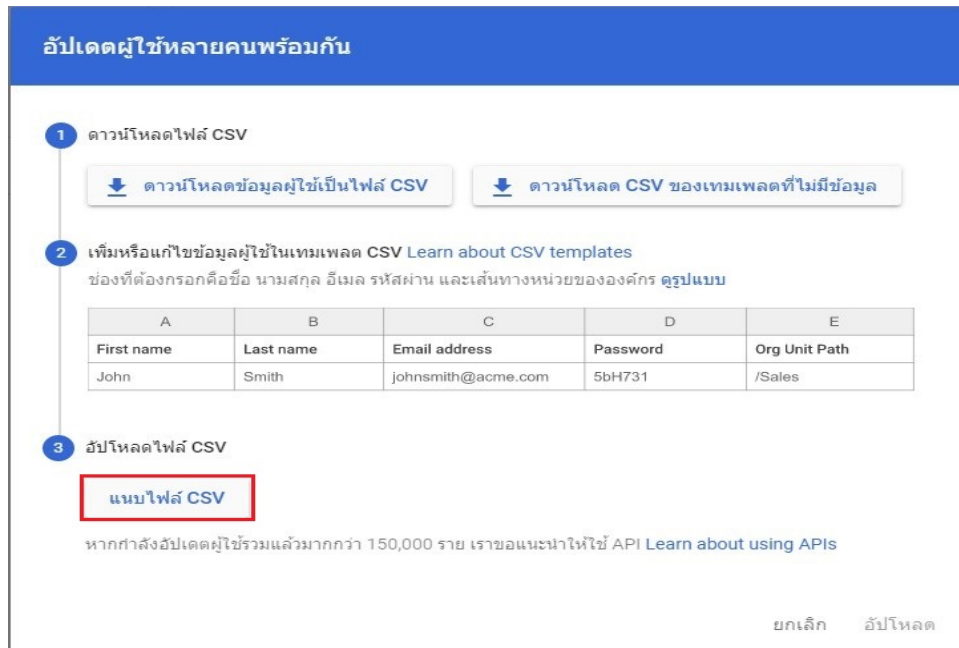 อัปเดตผู้ใช้หลายคนพร้อมกัน
1 ดาวน์โหลดไฟล์ CSV
ดาวน์โหลดข้อมูลผู้ใช้เป็นไฟล์ CSV ดาวน์โหลด CSV ของเทมเพลตที่ไม่มีข้อมูล
2 เพิ่มหรือแก้ไขข้อมูลผู้ใช้ในเทมเพลต CSV Learn about CSV templates
ช่องที่ต้องกรอกคือชื่อ นามสกุล อีเมล รหัสผ่าน และเส้นทางหน่วยขององค์กร ดูรูปแบบ
A B C D E
First name Last name Email address Password Org Unit Path
John Smith johnsmith@acme.com 5bH731 /Sales
3 อัปโหลดไฟล์ CSV
แนบไฟล์ CSV
หากกำลังอัปเดตผู้ใช้รวมแล้วมากกว่า 150,000 ราย เราขอแนะนำให้ใช้ API Learn about using APIs
ยกเลิก อัปโหลด